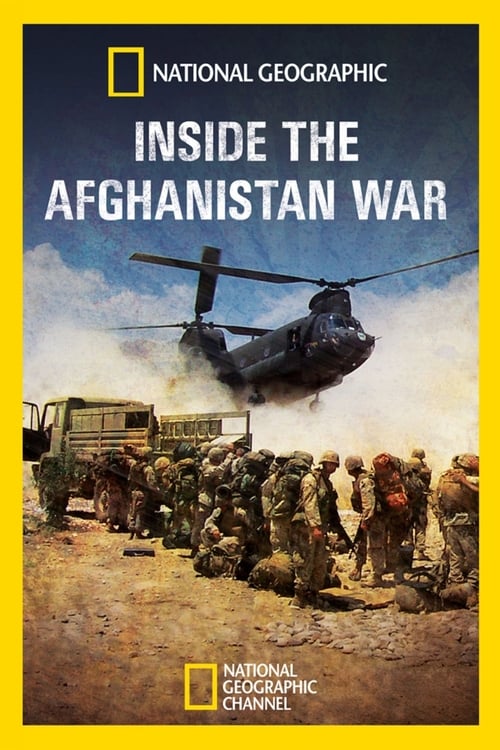 NATIONAL GEOGRAPHIC
INSIDE THE
AFGHANISTAN WAR
NATIONAL
GEOGRAPHIC
CHANNEL